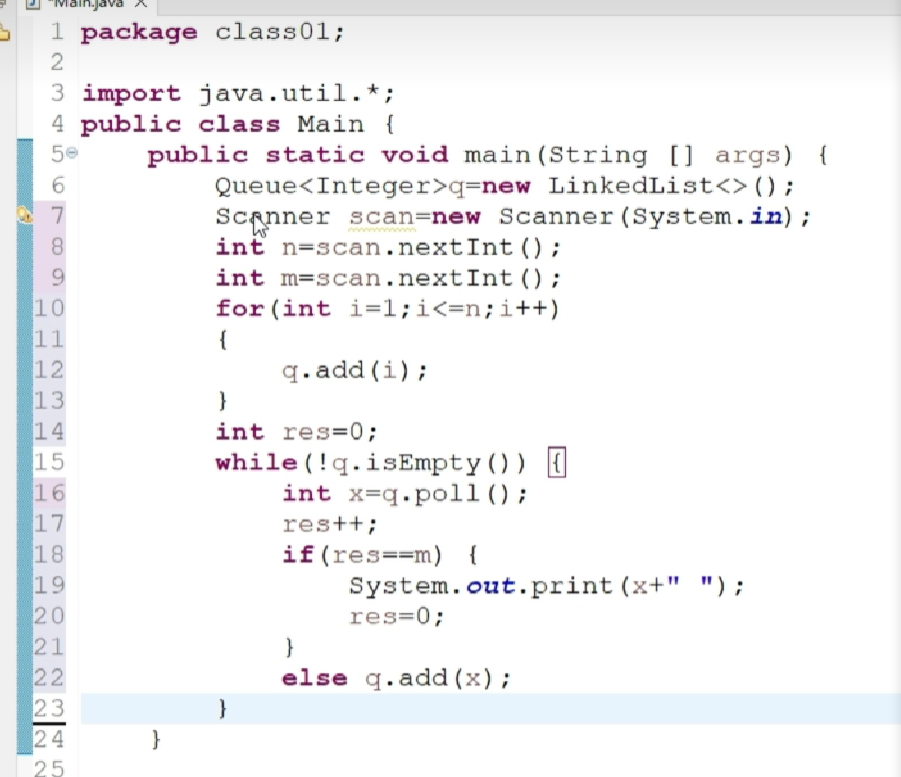 *Main.java X
1 package class01;
2
3 import java.util.*;
4 public class Main {
5     public static void main(String [] args) {
6         Queue<Integer>q=new LinkedList<>();
7         Scanner scan=new Scanner(System.in);
8         int n=scan.nextInt();
9         int m=scan.nextInt();
10         for(int i=1;i<=n;i++)
11         {
12             q.add(i);
13         }
14         int res=0;
15         while(!q.isEmpty()) {
16             int x=q.poll();
17             res++;
18             if(res==m) {
19                 System.out.print(x+" ");
20                 res=0;
21             }
22             else q.add(x);
23         }
24     }
25